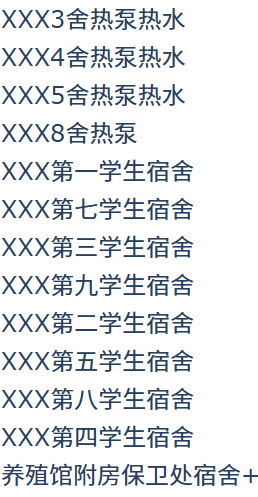 XXX3舍热泵热水
XXX4舍热泵热水
XXX5舍热泵热水
XXX8舍热泵
XXX第一学生宿舍
XXX第七学生宿舍
XXX第三学生宿舍
XXX第九学生宿舍
XXX第二学生宿舍
XXX第五学生宿舍
XXX第八学生宿舍
XXX第四学生宿舍
养殖馆附房保卫处宿舍+